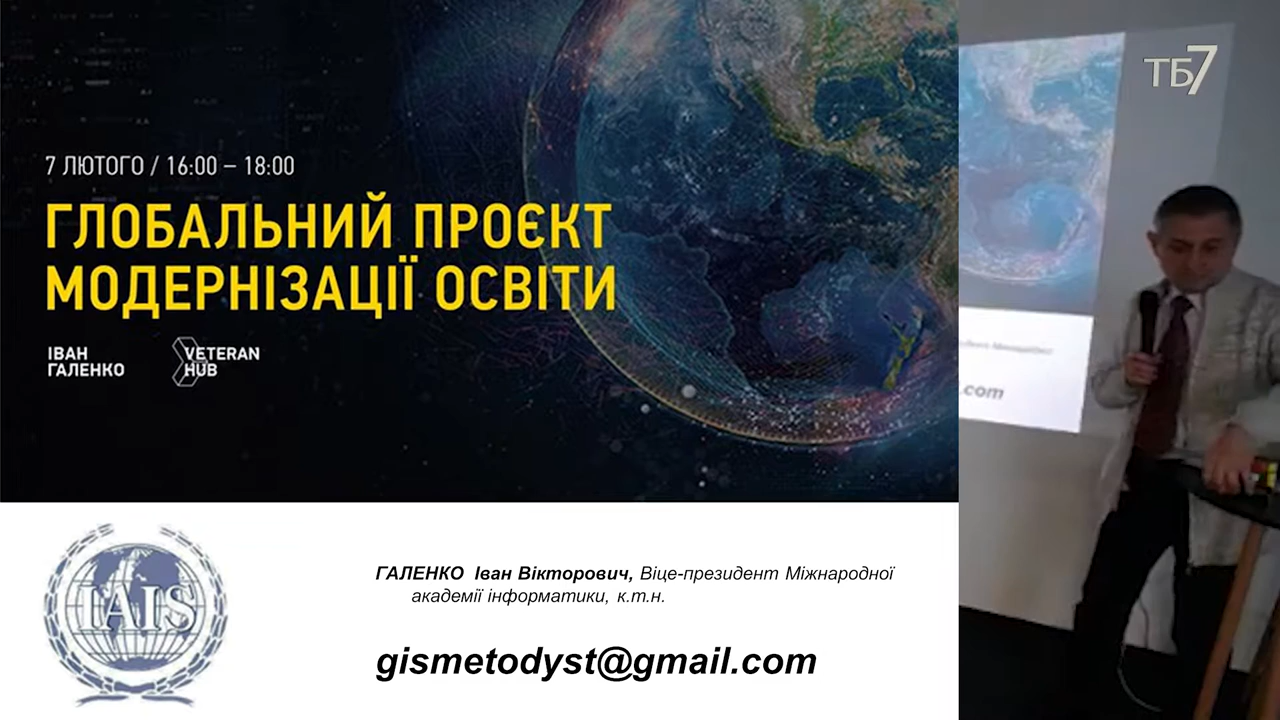 7 ЛЮТОГО / 16:00 – 18:00
ГЛОБАЛЬНИЙ ПРОЄКТ
МОДЕРНІЗАЦІЇ ОСВІТИ
ІВАН
ГАЛЕНКО
VETERAN
HUB
IAIS
ГАЛЕНКО Іван Вікторович, Віце-президент Міжнародної
академії інформатики, к.т.н.
gismetodyst@gmail.com
ТБ7
.com